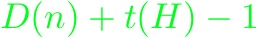 D(n) + t(H) − 1